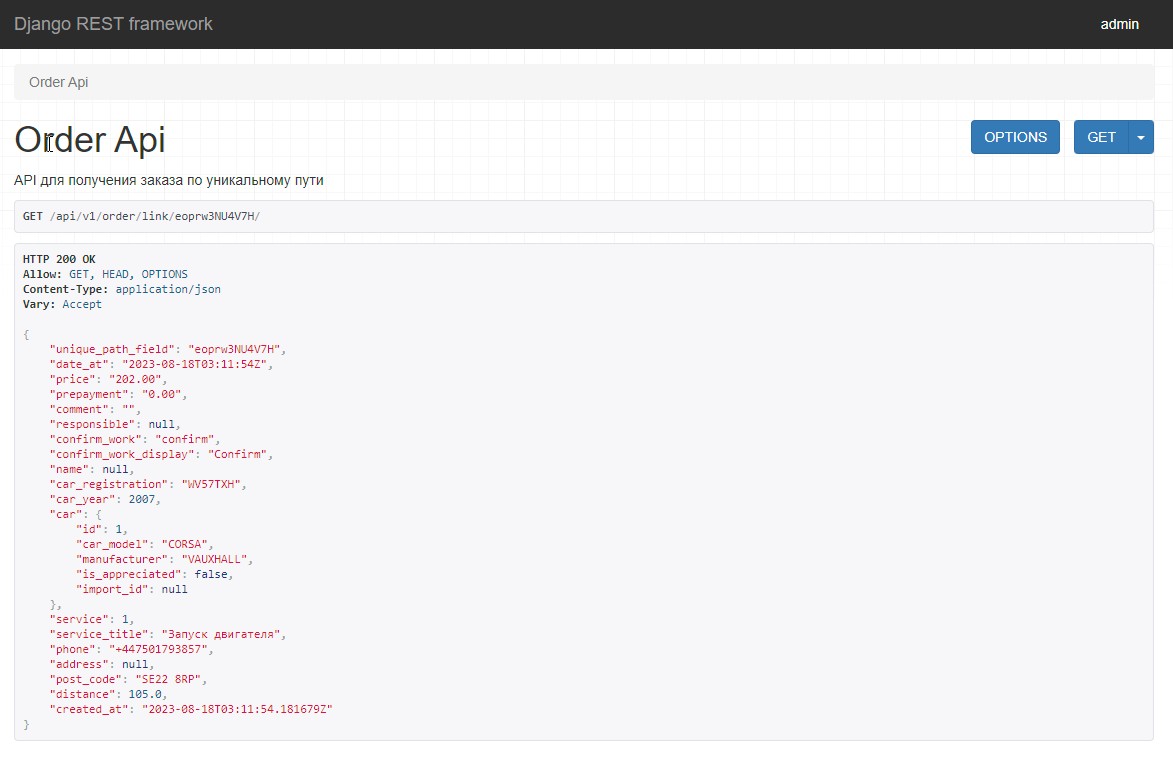 Django REST framework
admin
Order Api
Order Api
OPTIONS
GET
API для получения заказа по уникальному пути
GET /api/v1/order/link/eoprw3NU4V7H/
HTTP 200 OK
Allow: GET, HEAD, OPTIONS
Content-Type: application/json
Vary: Accept
{
"unique_path_field": "eoprw3NU4V7H",
"date_at": "2023-08-18T03:11:54Z",
"price": "202.00",
"prepayment": "0.00",
"comment": "",
"responsible": null,
"confirm_work": "confirm",
"confirm_work_display": "Confirm",
"name": null,
"car_registration": "WV57TXH",
"car_year": 2007,
"car": {
"id": 1,
"car_model": "CORSA",
"manufacturer": "VAUXHALL",
"is_appreciated": false,
"import_id": null
},
"service": 1,
"service_title": "Запуск двигателя",
"phone": "+447501793857",
"address": null,
"post_code": "SE22 8RP",
"distance": 105.0,
"created_at": "2023-08-18T03:11:54.181679Z"
}